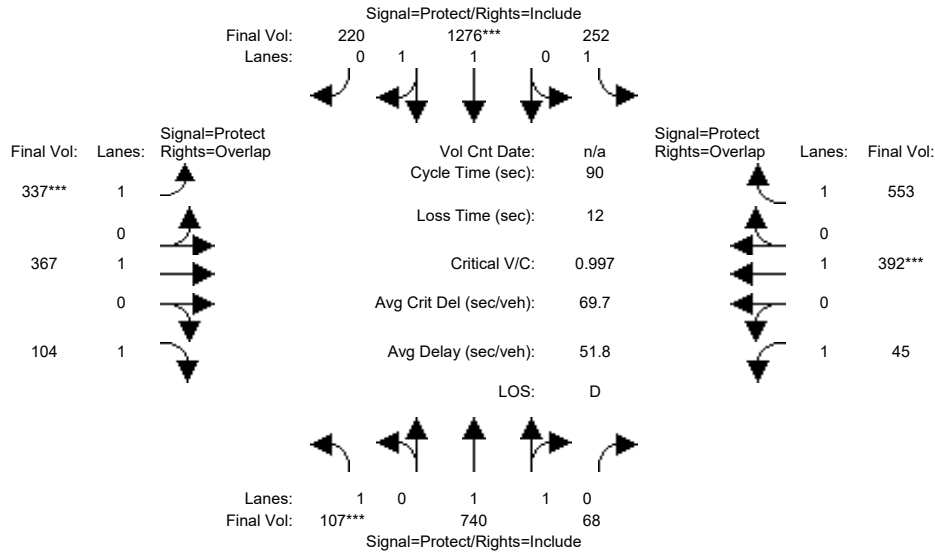 Signal=Protect/Rights=Include
Final Vol: 220 1276*** 252
Lanes: 0 1 1 0 1
Signal=Protect
Final Vol: Lanes: Rights=Overlap
Vol Cnt Date: n/a
Signal=Protect
Rights=Overlap Lanes: Final Vol:
Cycle Time (sec): 90
337*** 1
1 553
Loss Time (sec): 12
0
0
367 1
Critical V/C: 0.997
1 392***
0
Avg Crit Del (sec/veh): 69.7
0
104 1
Avg Delay (sec/veh): 51.8
1 45
LOS: D
Lanes: 1 0 1 1 0
Final Vol: 107*** 740 68
Signal=Protect/Rights=Include